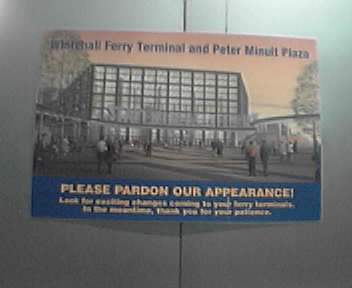 Whitehall Ferry Terminal and Peter Minuit Plaza
PLEASE PARDON OUR APPEARANCE!
Look for exciting changes coming to your ferry terminals.
In the meantime, thank you for your patience.